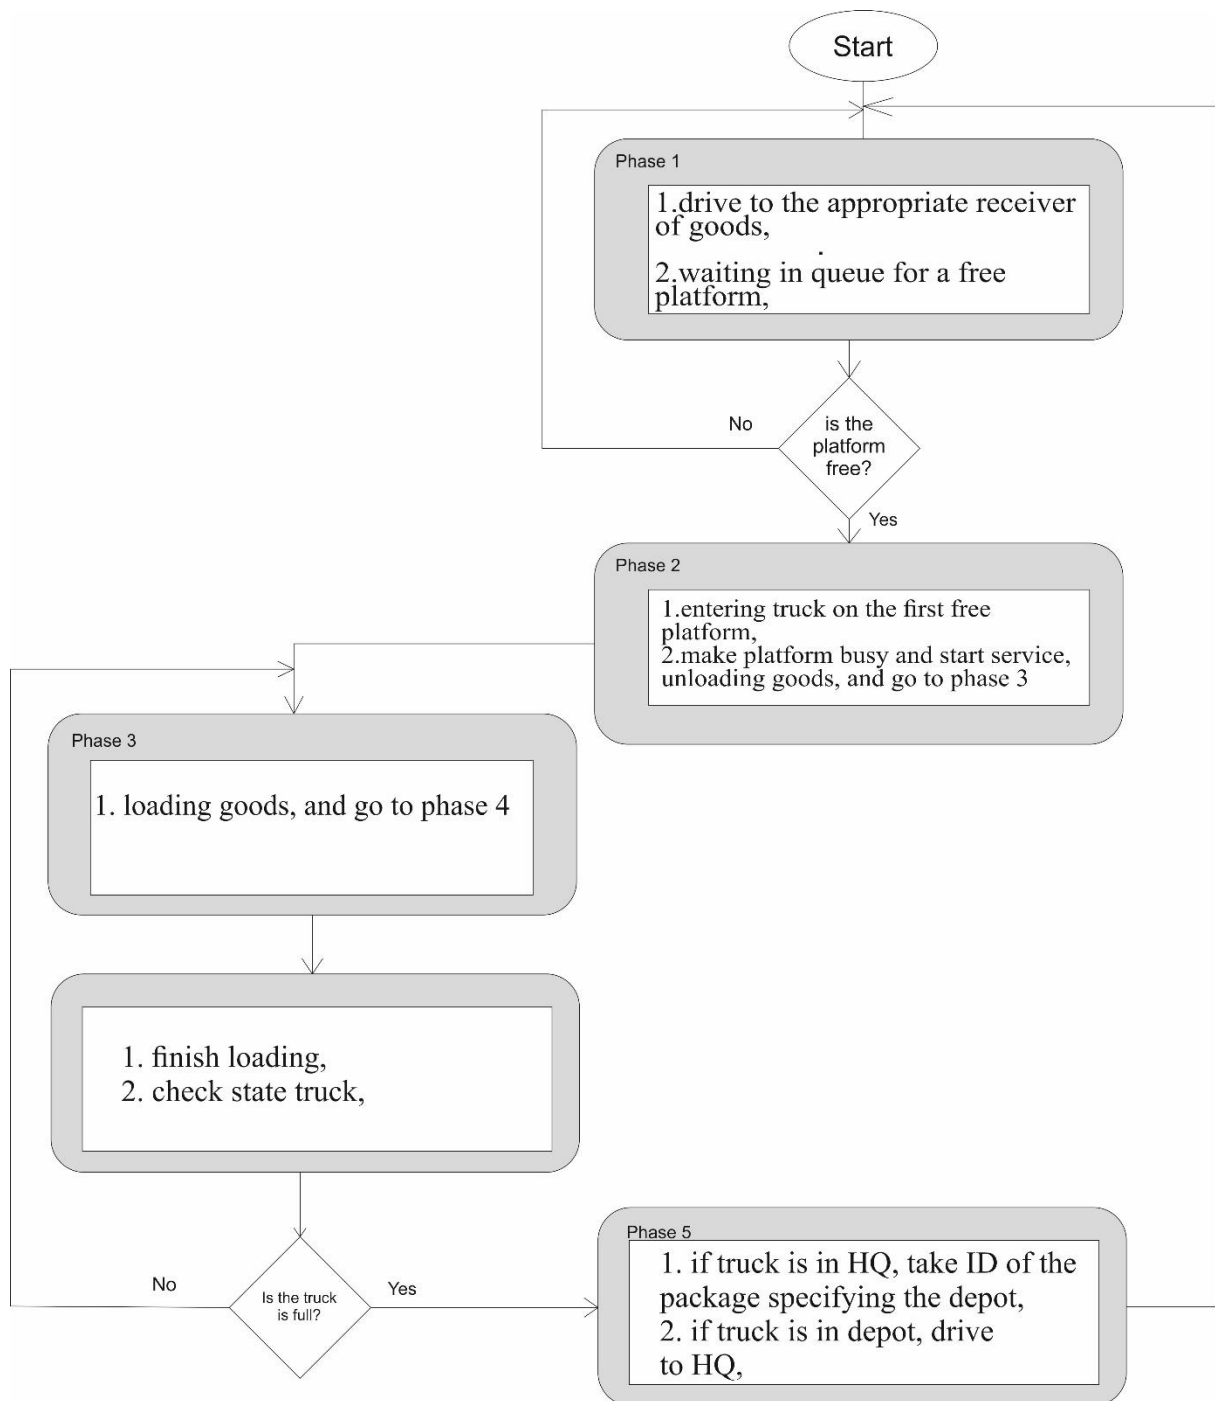 Start
Phase 1
1.drive to the appropriate receiver
of goods,
2.waiting in queue for a free
platform,
No
is the
platform
free?
Yes
Phase 2
1.entering truck on the first free
platform,
2.make platform busy and start service,
unloading goods, and go to phase 3
Phase 3
1. loading goods, and go to phase 4
1. finish loading,
2. check state truck,
No
Is the truck
is full?
Yes
Phase 5
1. if truck is in HQ, take ID of the
package specifying the depot,
2. if truck is in depot, drive
to HQ,